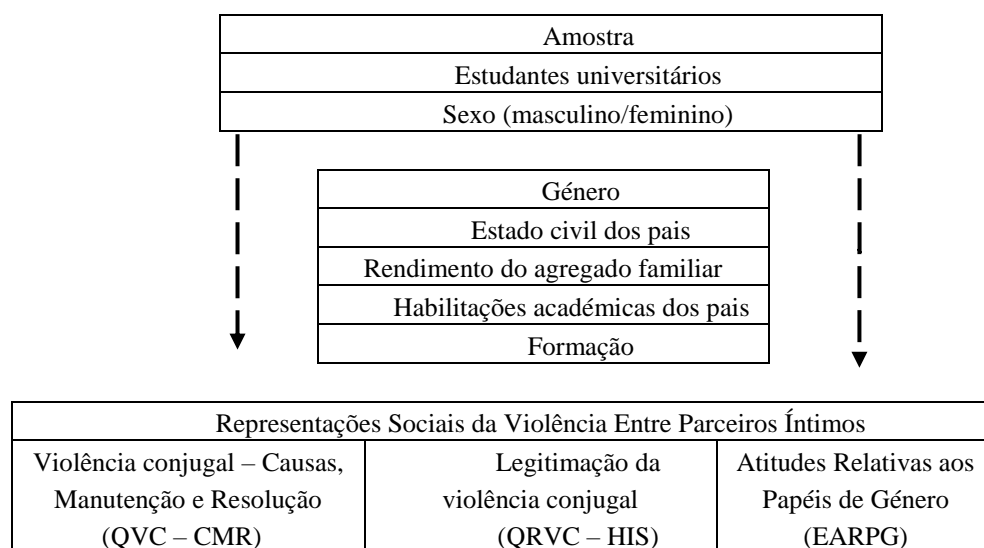 Amostra
Estudantes universitários
Sexo (masculino/feminino)
Género
Estado civil dos pais
Rendimento do agregado familiar
Habilitações académicas dos pais
Formação
Representações Sociais da Violência Entre Parceiros Íntimos
Violência conjugal – Causas,
Manutenção e Resolução
(QVC – CMR)
Legitimação da
violência conjugal
(QRVC – HIS)
Atitudes Relativas aos
Papéis de Género
(EARPG)